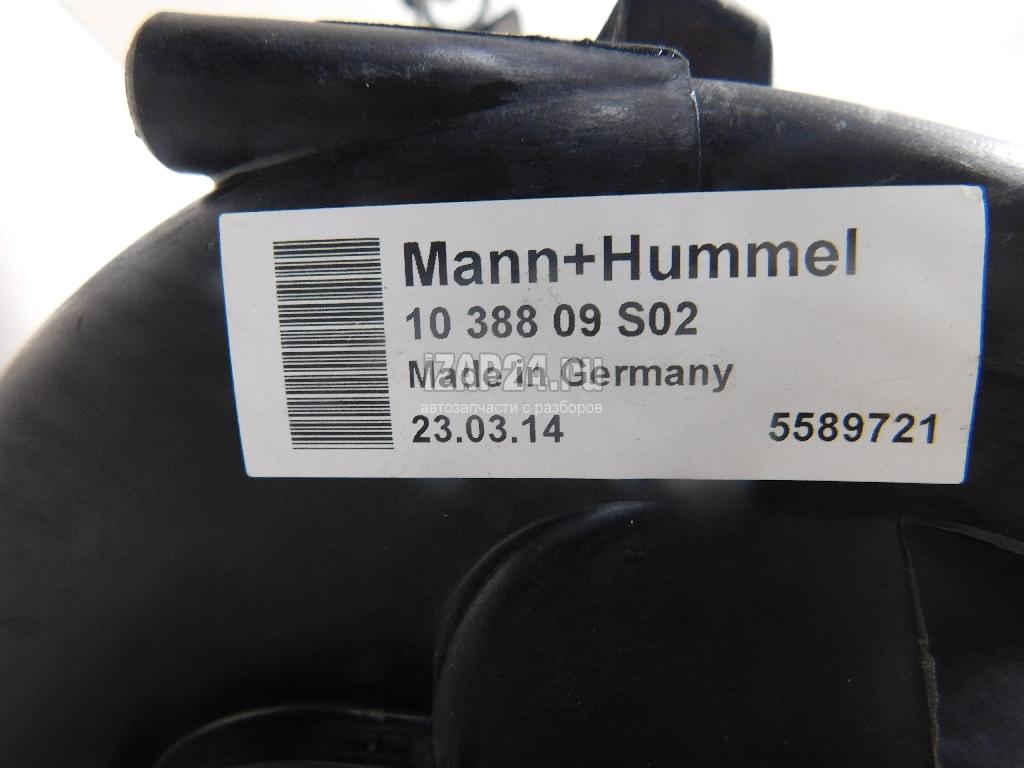 Mann+Hummel
10 388 09 S02
iZAP24.ru
Made in Germany
автозапчасти с разборов
23.03.14 5589721